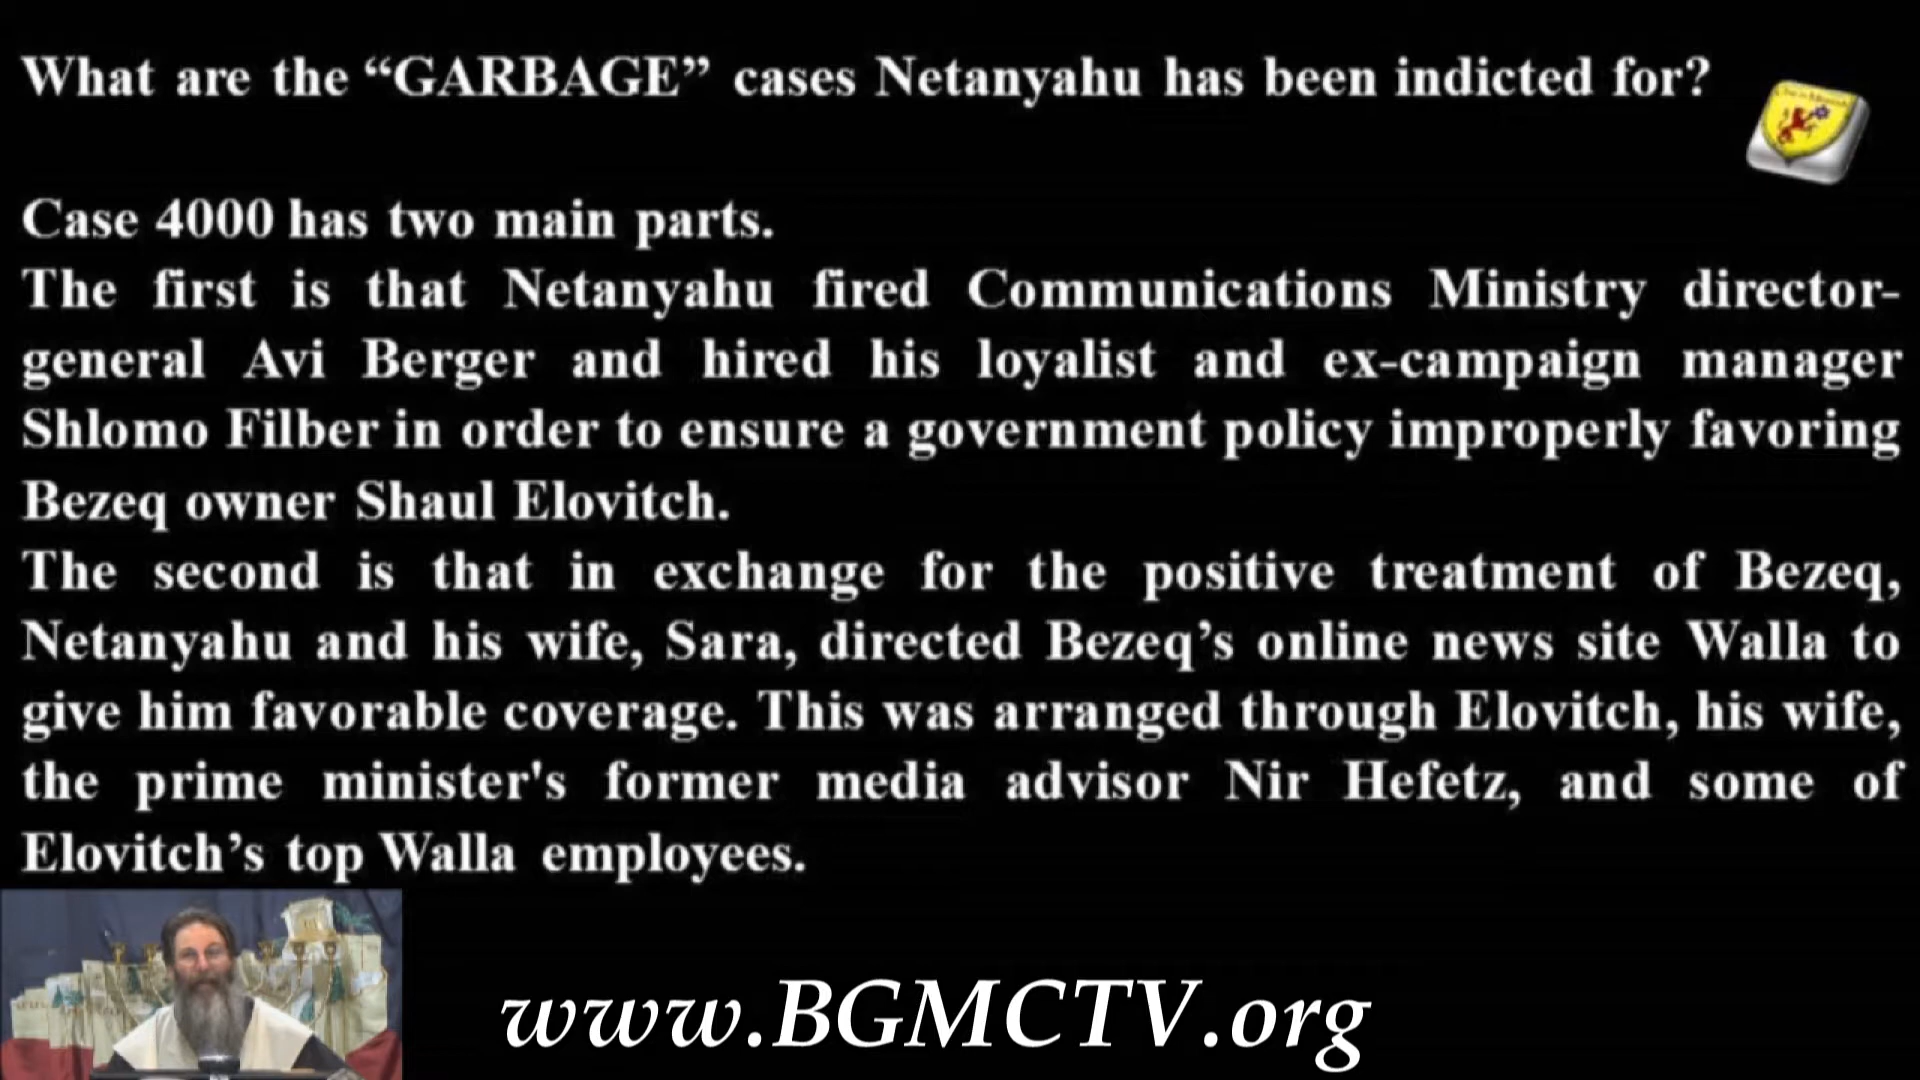 What are the “GARBAGE” cases Netanyahu has been indicted for?
Case 4000 has two main parts.
The first is that Netanyahu fired Communications Ministry director-
general Avi Berger and hired his loyalist and ex-campaign manager
Shlomo Filber in order to ensure a government policy improperly favoring
Bezeq owner Shaul Elovitch.
The second is that in exchange for the positive treatment of Bezeq,
Netanyahu and his wife, Sara, directed Bezeq’s online news site Walla to
give him favorable coverage. This was arranged through Elovitch, his wife,
the prime minister's former media advisor Nir Hefetz, and some of
Elovitch’s top Walla employees.
www.BGMCTV.org